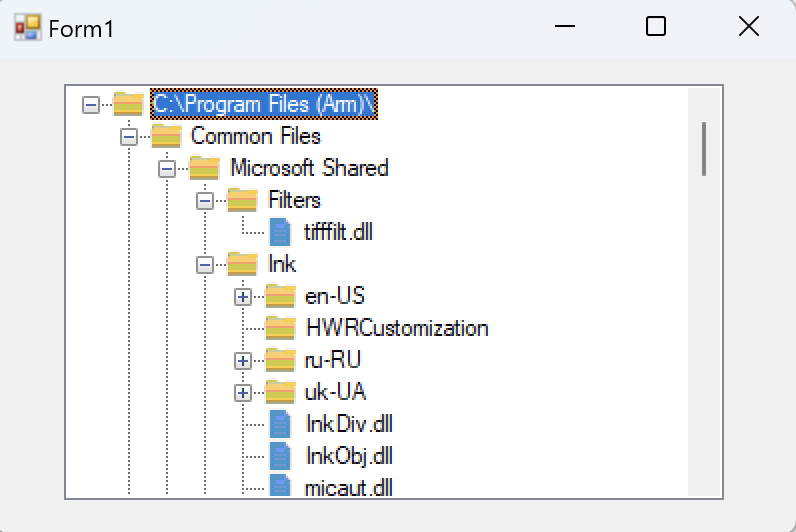 Form1
C:\Program Files (Arm)\
Common Files
Microsoft Shared
Filters
tifffilt.dll
Ink
en-US
HWRCustomization
ru-RU
uk-UA
InkDiv.dll
InkObj.dll
micaut.dll